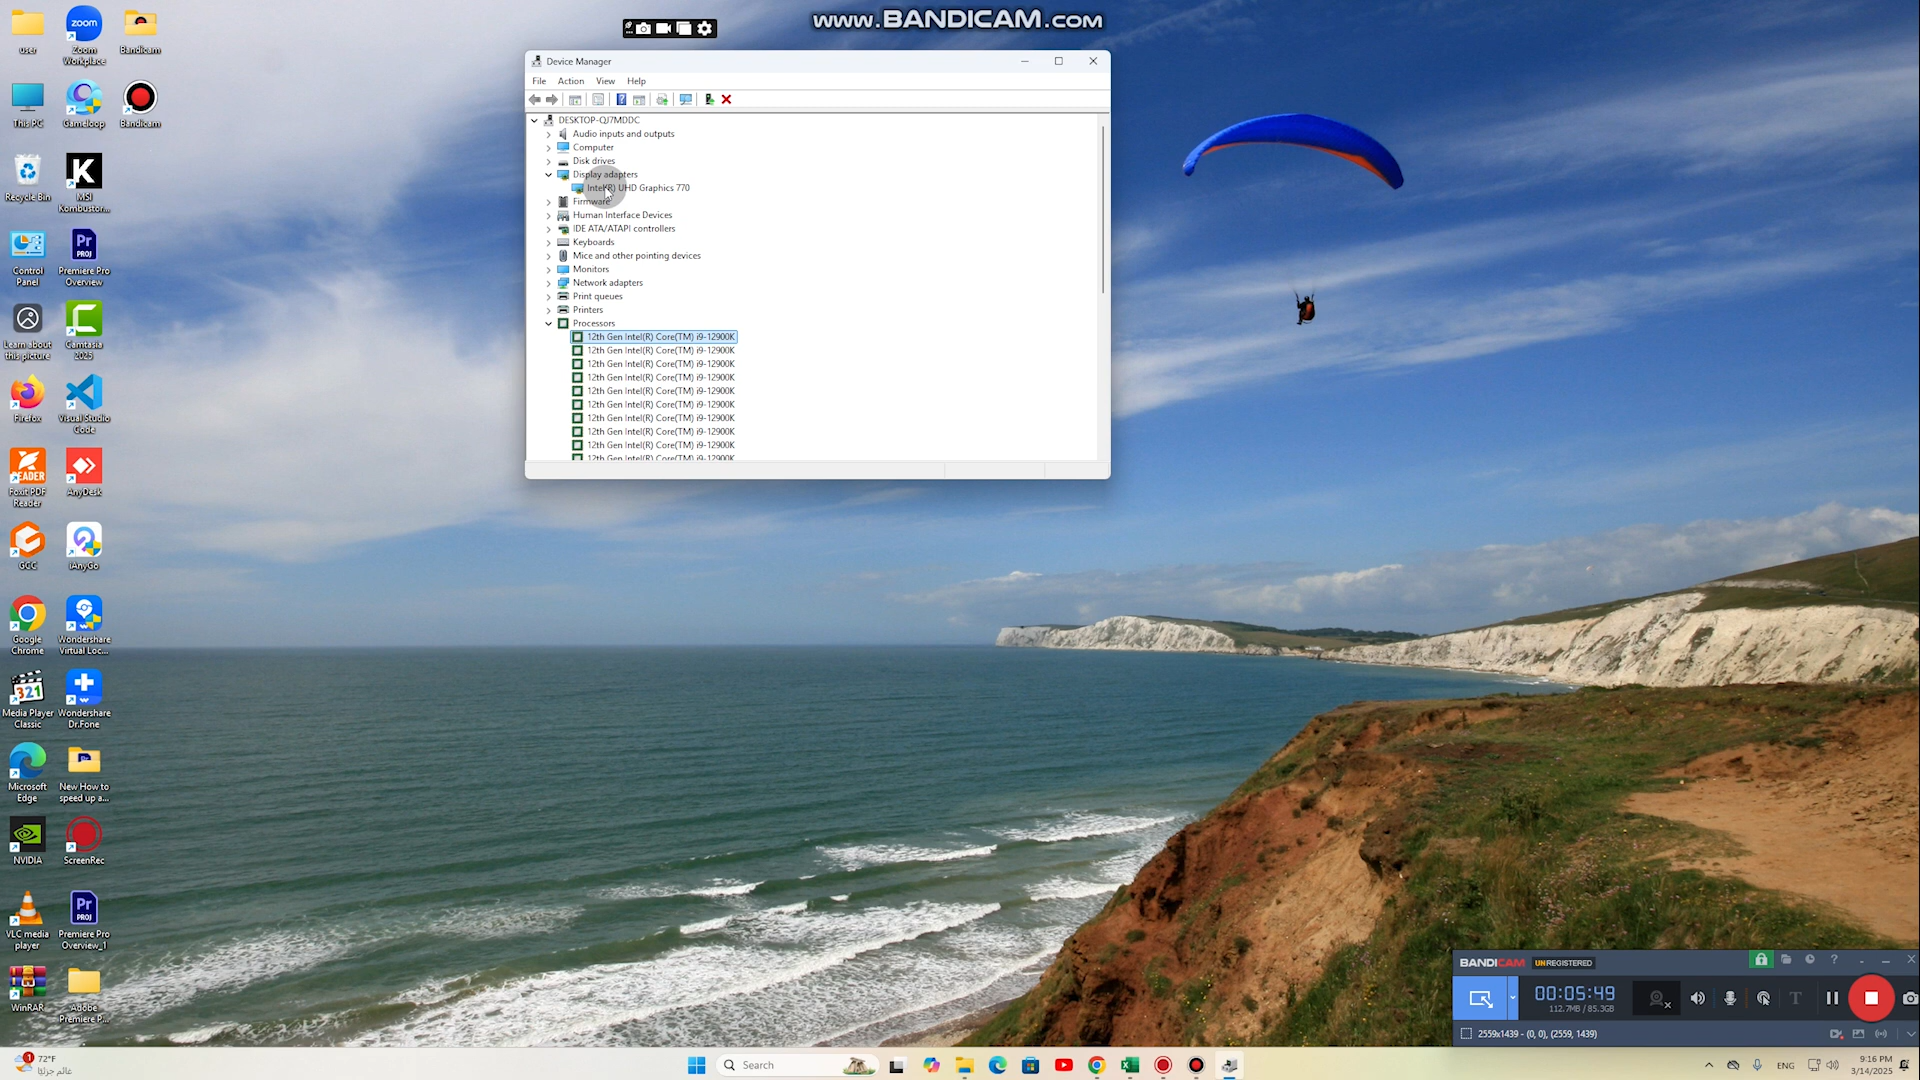 www.BANDICAM.com
user
Zoom Workplace
Bandicam
This PC
Gameloop
Bandicam
Recycle Bin
MSI Kombustor...
Control Panel
Premiere Pro Overview
Learn about this picture
Camtasia 2025
Firefox
Visual Studio Code
Foxit PDF Reader
AnyDesk
GCC
iAnyGo
Google Chrome
Wondershare Virtual Loc...
Media Player Classic
Wondershare Dr.Fone
Microsoft Edge
New How to speed up a...
NVIDIA
ScreenRec
VLC media player
Premiere Pro Overview_1
WinRAR
Adobe Premiere P...
Device Manager
File Action View Help
DESKTOP-QJ7MDDC
Audio inputs and outputs
Computer
Disk drives
Display adapters
Intel(R) UHD Graphics 770
Firmware
Human Interface Devices
IDE ATA/ATAPI controllers
Keyboards
Mice and other pointing devices
Monitors
Network adapters
Print queues
Printers
Processors
12th Gen Intel(R) Core(TM) i9-12900K
12th Gen Intel(R) Core(TM) i9-12900K
12th Gen Intel(R) Core(TM) i9-12900K
12th Gen Intel(R) Core(TM) i9-12900K
12th Gen Intel(R) Core(TM) i9-12900K
12th Gen Intel(R) Core(TM) i9-12900K
12th Gen Intel(R) Core(TM) i9-12900K
12th Gen Intel(R) Core(TM) i9-12900K
12th Gen Intel(R) Core(TM) i9-12900K
12th Gen Intel(R) Core(TM) i9-12900K
BANDICAM UNREGISTERED
00:05:49
112.7MB / 85.3GB
2559x1439 - (0, 0), (2559, 1439)
1
72°F
غائم جزئيًا
Search
ENG
9:16 PM
3/14/2025